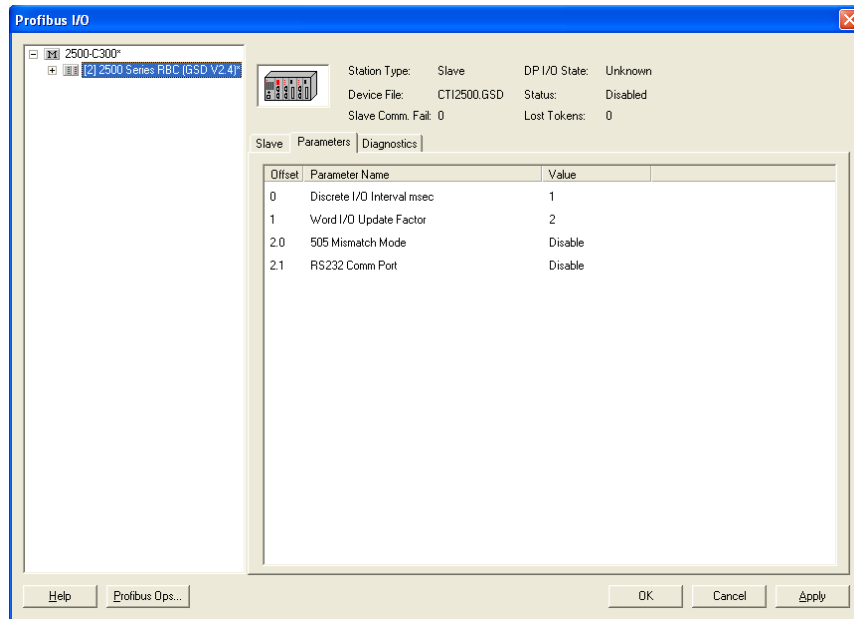 Profibus I/O
2500-C300*
[2] 2500 Series RBC (GSD V2.4)*
Station Type: Slave DP I/O State: Unknown
Device File: CTI2500.GSD Status: Disabled
Slave Comm. Fail: 0 Lost Tokens: 0
Slave Parameters Diagnostics
Offset Parameter Name Value
0 Discrete I/O Interval msec 1
1 Word I/O Update Factor 2
2.0 505 Mismatch Mode Disable
2.1 RS232 Comm Port Disable
Help Profibus Ops... OK Cancel Apply